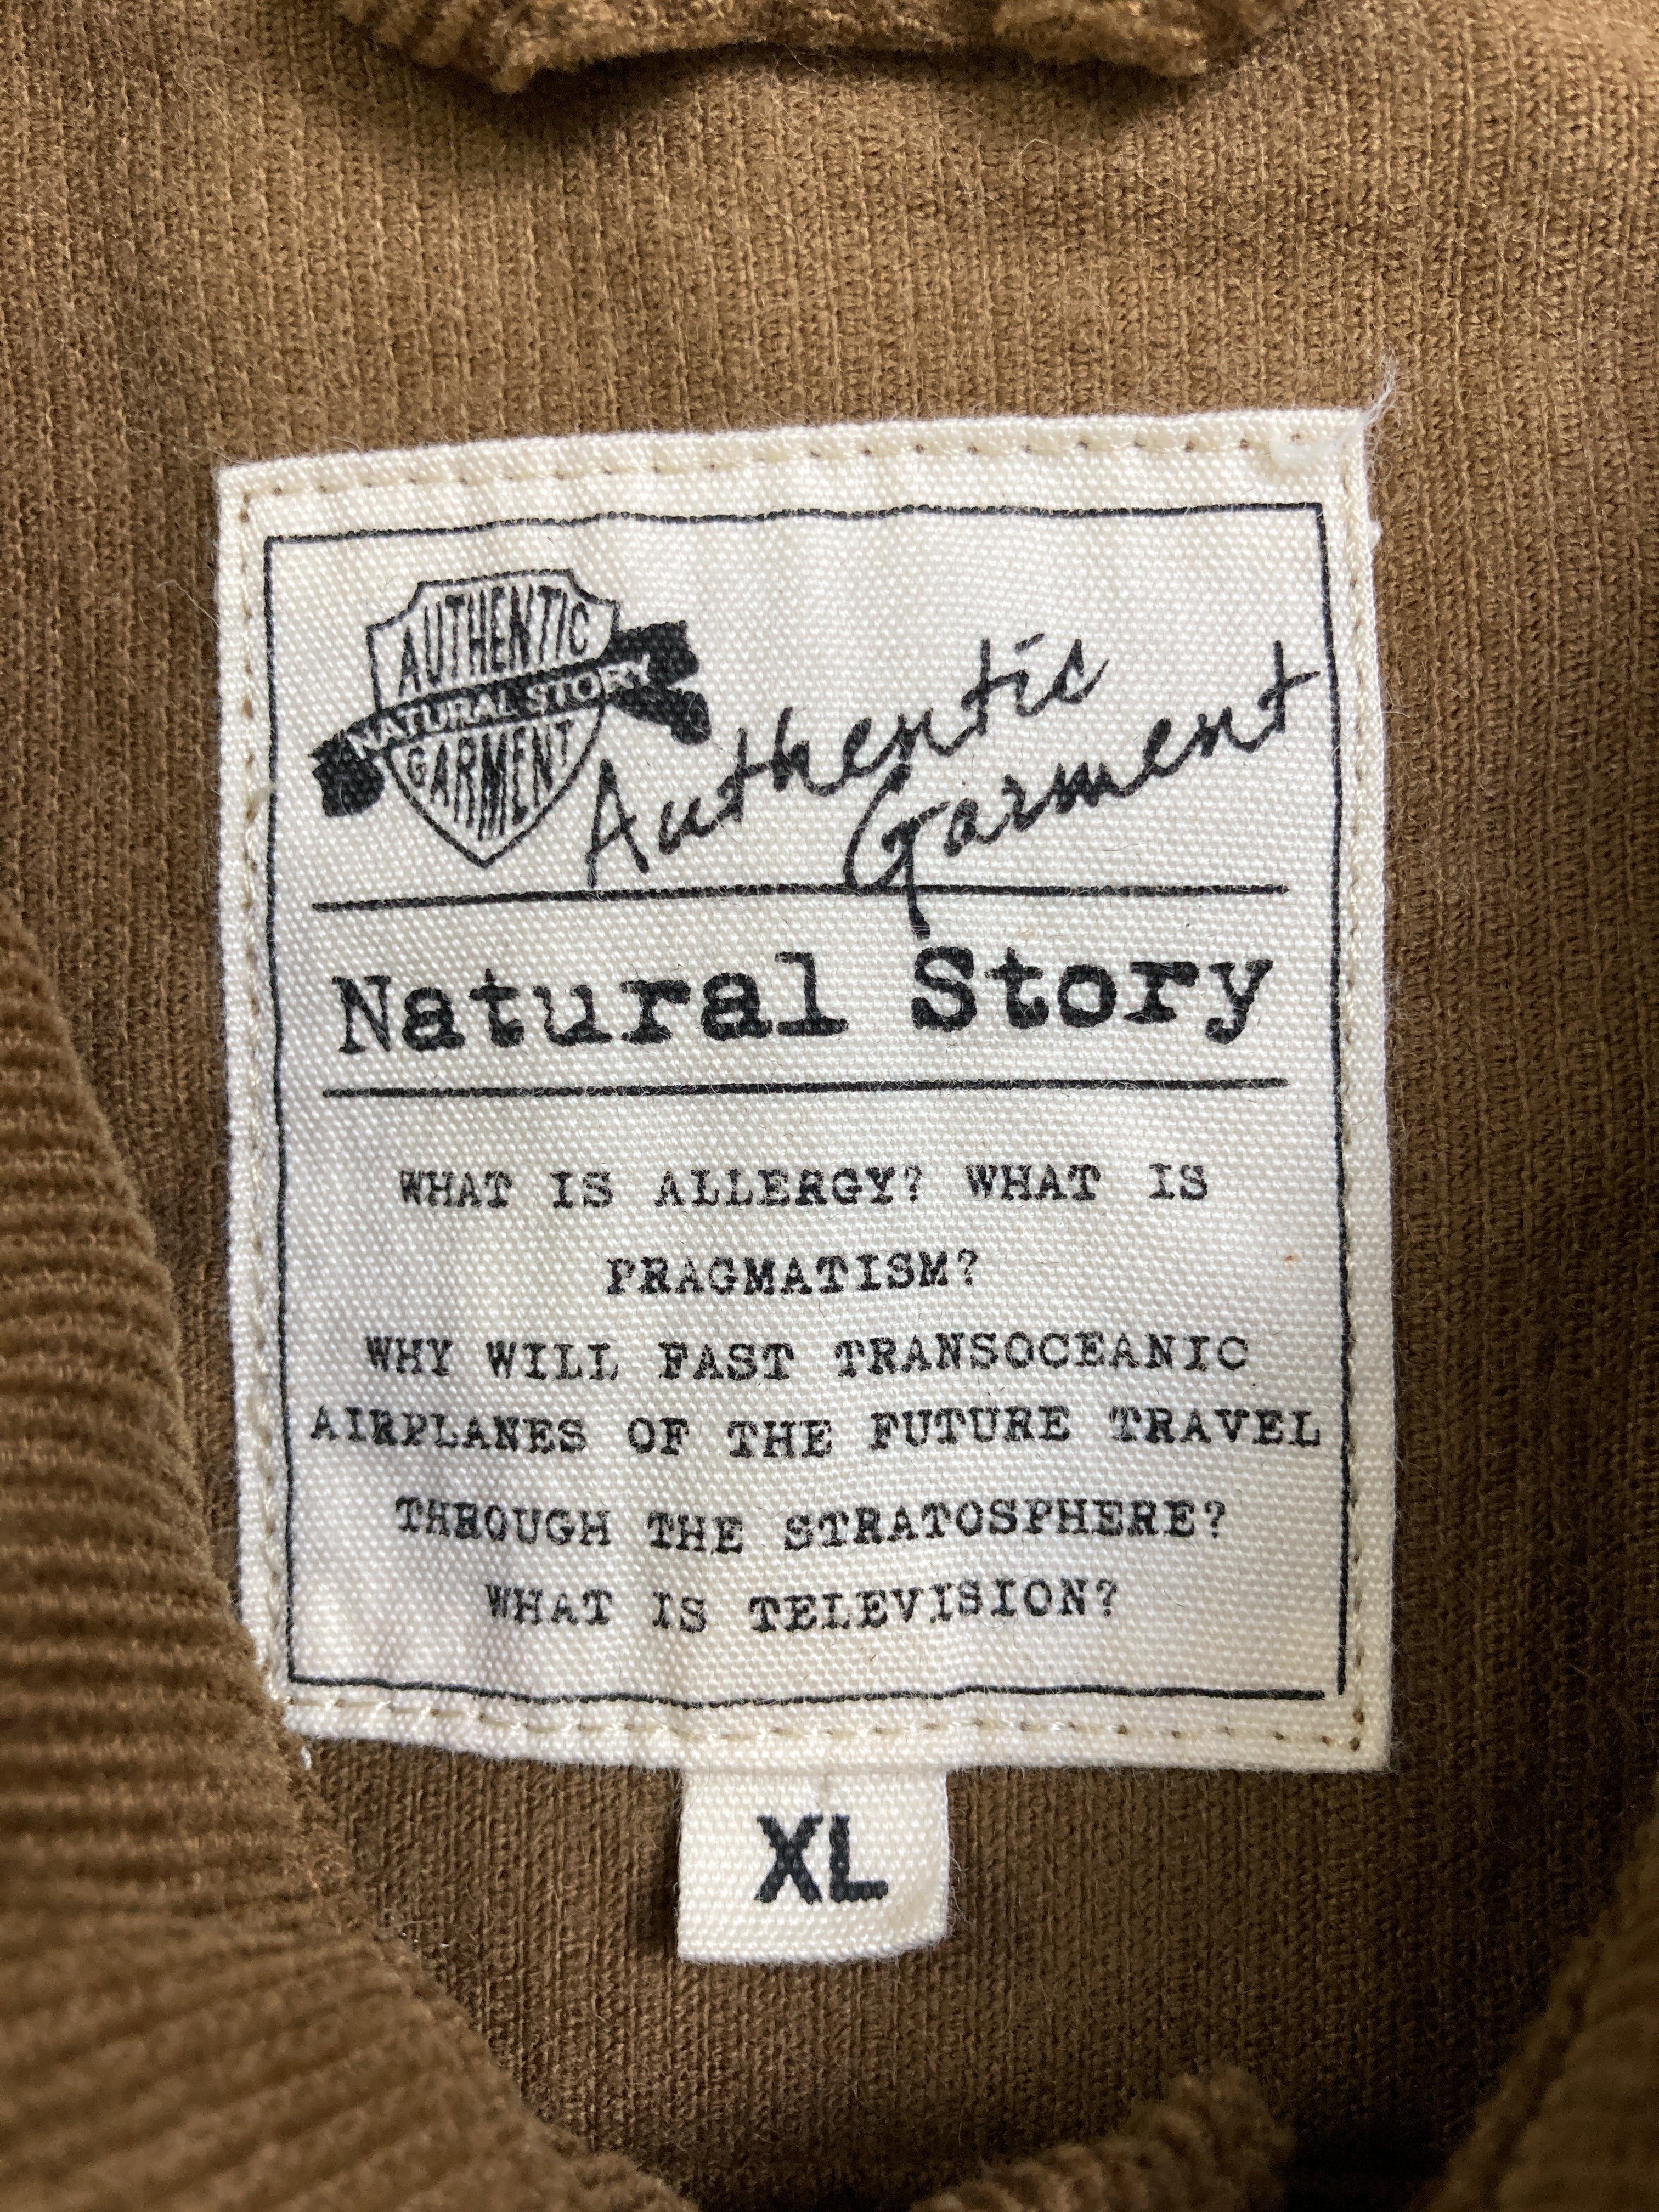 AUTHENTIC
NATURAL STORY
GARMENT
Authentic
Garment
Natural Story
WHAT IS ALLERGY? WHAT IS
PRAGMATISM?
WHY WILL FAST TRANSOCEANIC
AIRPLANES OF THE FUTURE TRAVEL
THROUGH THE STRATOSPHERE?
WHAT IS TELEVISION?
XL